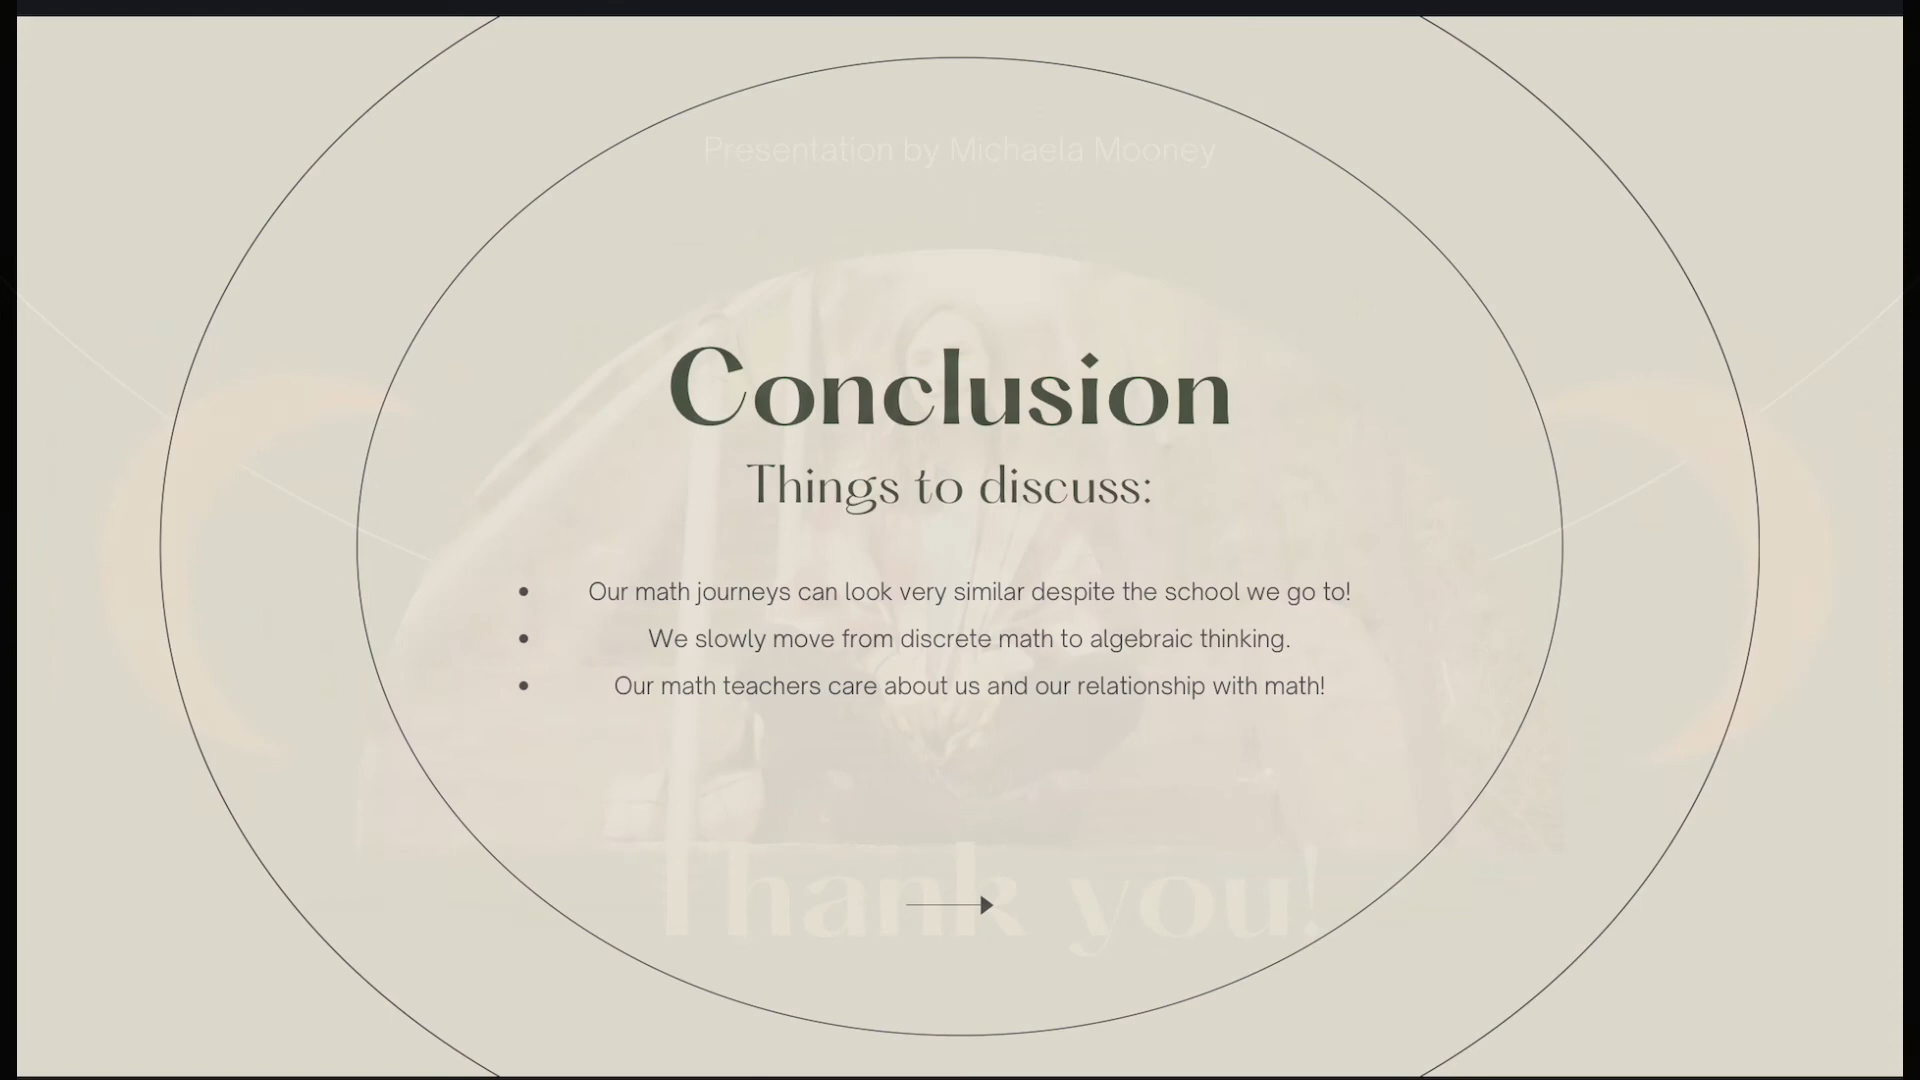 Presentation by Michaela Mooney
Conclusion
Things to discuss:
• Our math journeys can look very similar despite the school we go to!
• We slowly move from discrete math to algebraic thinking.
• Our math teachers care about us and our relationship with math!
Thank you!